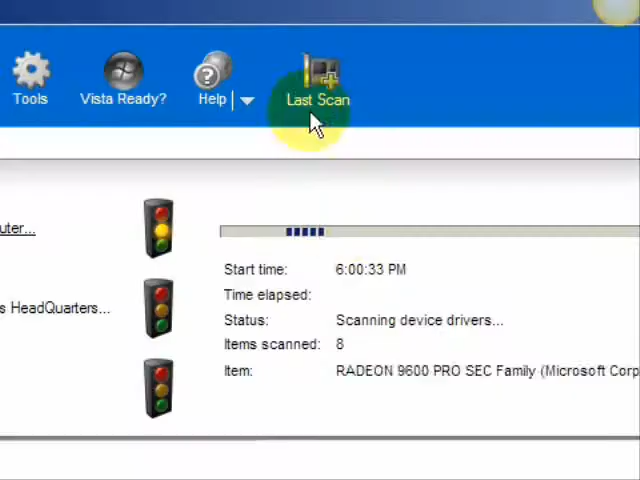 Tools
Vista Ready?
Help
Last Scan
uter...
Start time: 6:00:33 PM
Time elapsed:
Status: Scanning device drivers...
s HeadQuarters...
Items scanned: 8
Item: RADEON 9600 PRO SEC Family (Microsoft Corp